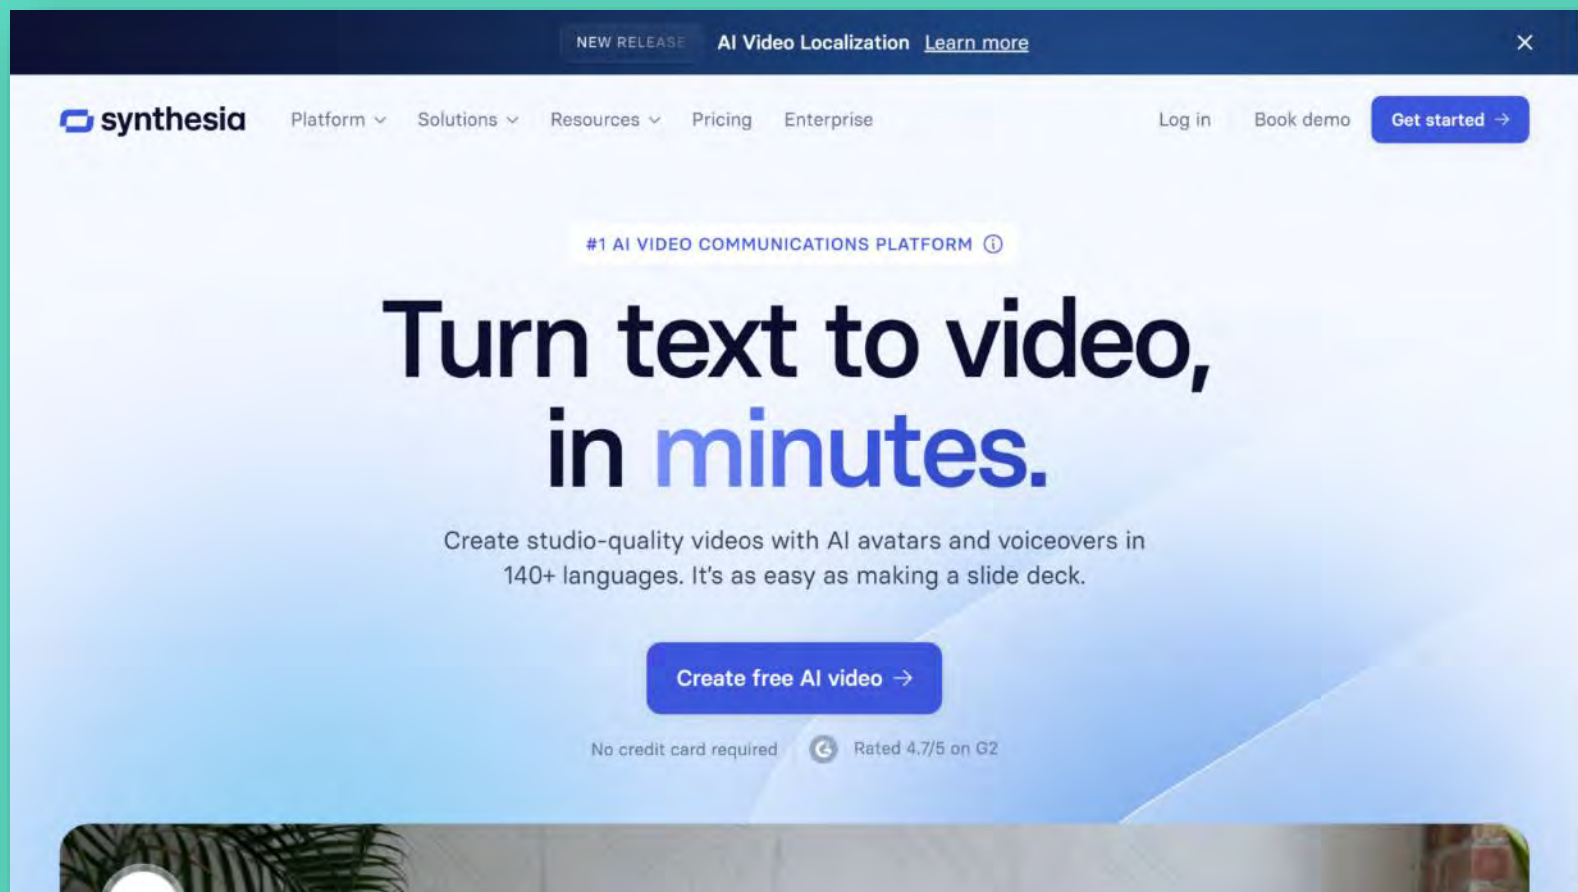 NEW RELEASE AI Video Localization Learn more
synthesia Platform Solutions Resources Pricing Enterprise Log in Book demo Get started →
#1 AI VIDEO COMMUNICATIONS PLATFORM
Turn text to video,
in minutes.
Create studio-quality videos with AI avatars and voiceovers in
140+ languages. It's as easy as making a slide deck.
Create free AI video →
No credit card required Rated 4.7/5 on G2